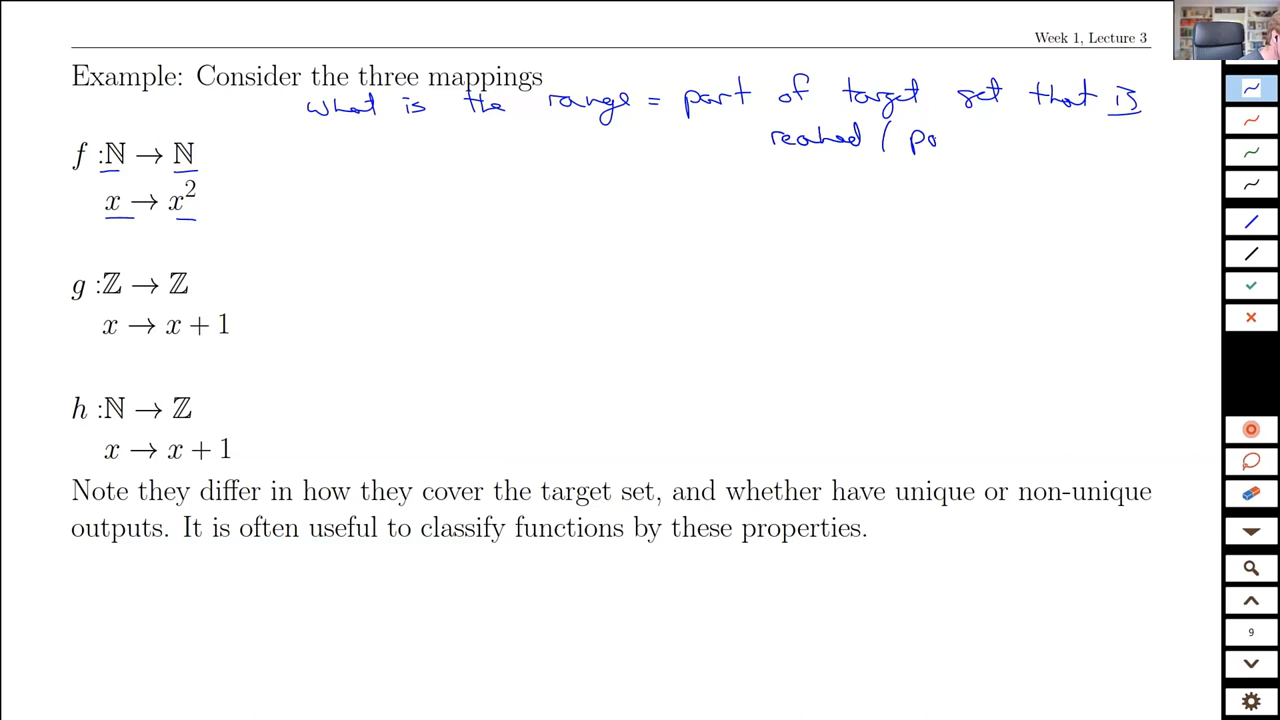 Week 1, Lecture 3
Example: Consider the three mappings
what is the range = part of target set that is
reached / po
f :ℕ → ℕ
x → x²
g :ℤ → ℤ
x → x + 1
h :ℕ → ℤ
x → x + 1
Note they differ in how they cover the target set, and whether have unique or non-unique
outputs. It is often useful to classify functions by these properties.
9